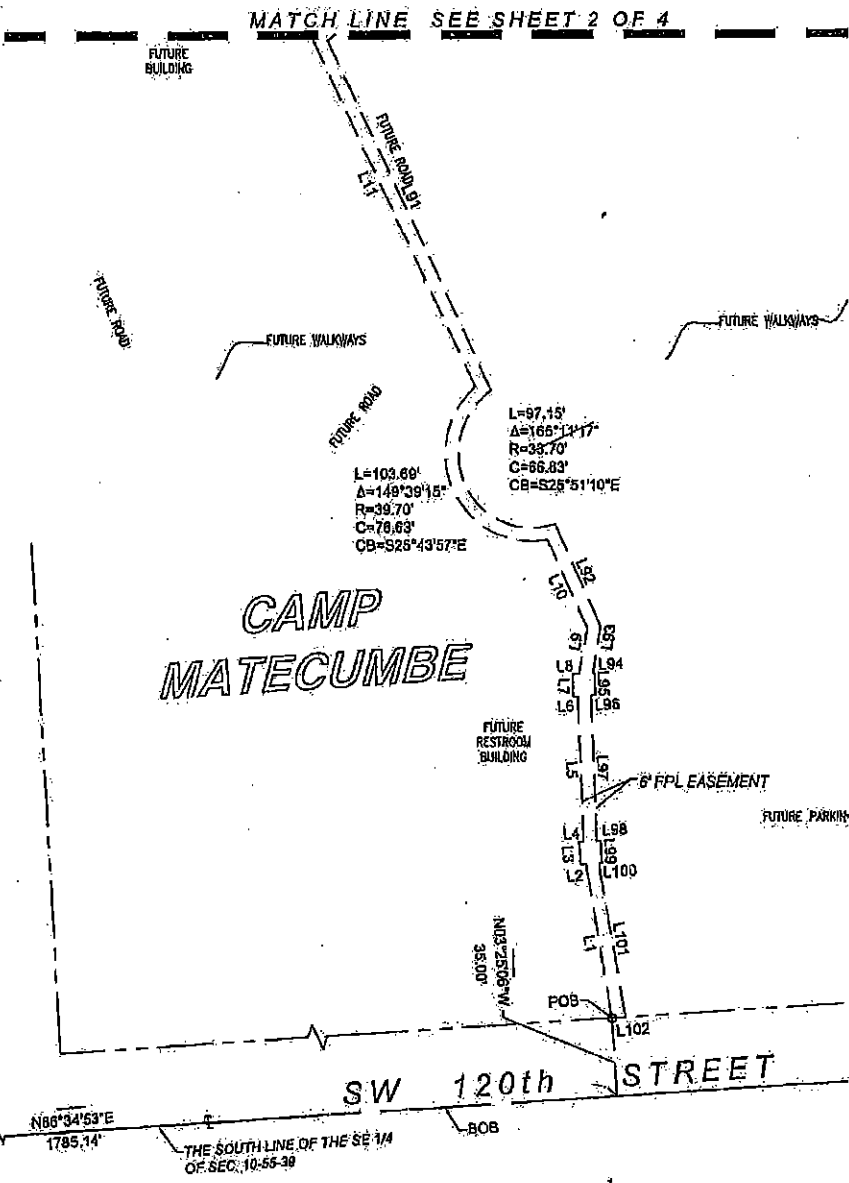 MATCH LINE SEE SHEET 2 OF 4
FUTURE
BUILDING
FUTURE ROAD
L91
L11
FUTURE ROAD
FUTURE WALKWAYS
FUTURE WALKWAYS
FUTURE ROAD
L=97.15'
Δ=165°11'17"
R=33.70'
C=66.83'
CB=S25°51'10"E
L=103.69'
Δ=149°39'15"
R=39.70'
C=76.63'
CB=S25°43'57"E
L92
L10
CAMP
MATECUMBE
L93
L8
L94
L7
L95
L6
L96
FUTURE
RESTROOM
BUILDING
L5
L97
6' FPL EASEMENT
FUTURE PARKIN
L4
L98
L3
L99
L2
L100
L1
L101
N03°25'06"W
35.00'
POB
L102
SW 120th STREET
N86°34'53"E
1785.14'
BOB
THE SOUTH LINE OF THE SE 1/4
OF SEC. 10-55-39